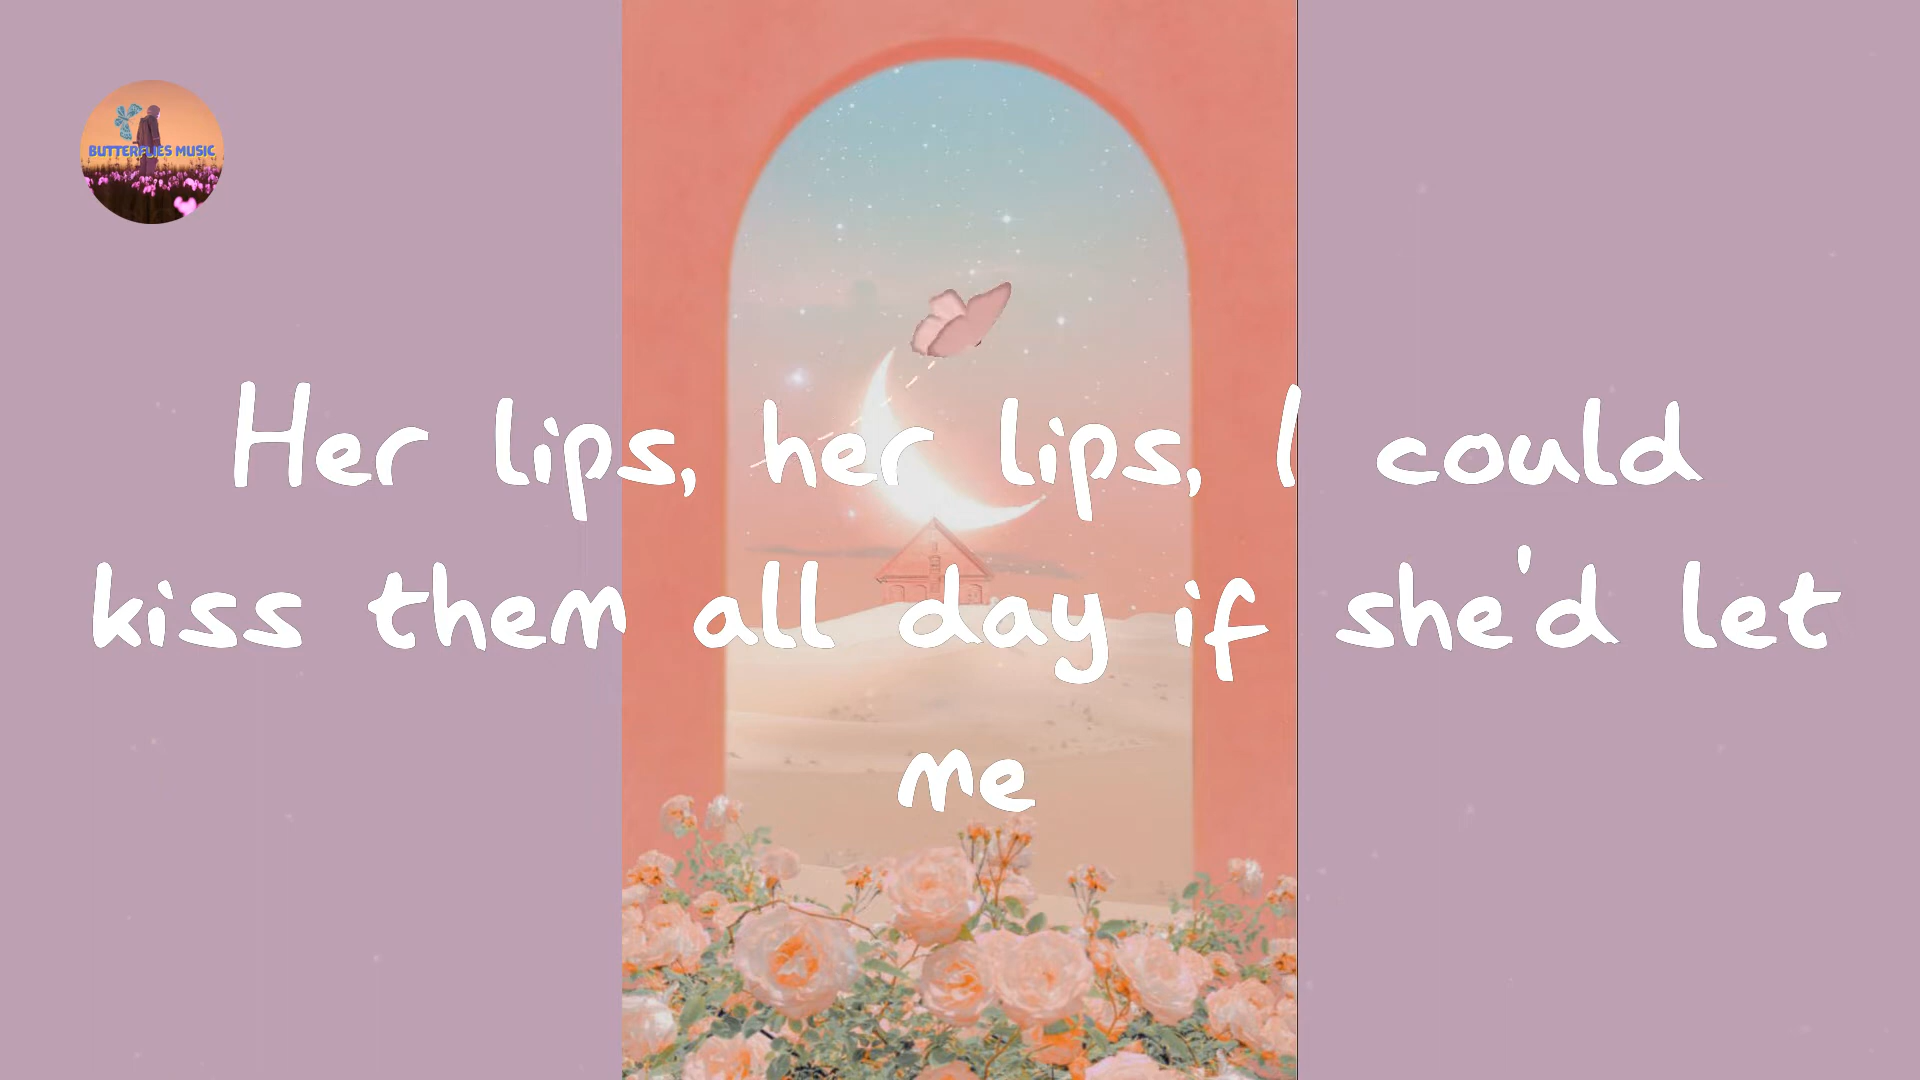 BUTTERFLIES MUSIC
Her lips, her lips, I could
kiss them all day if she'd let
me